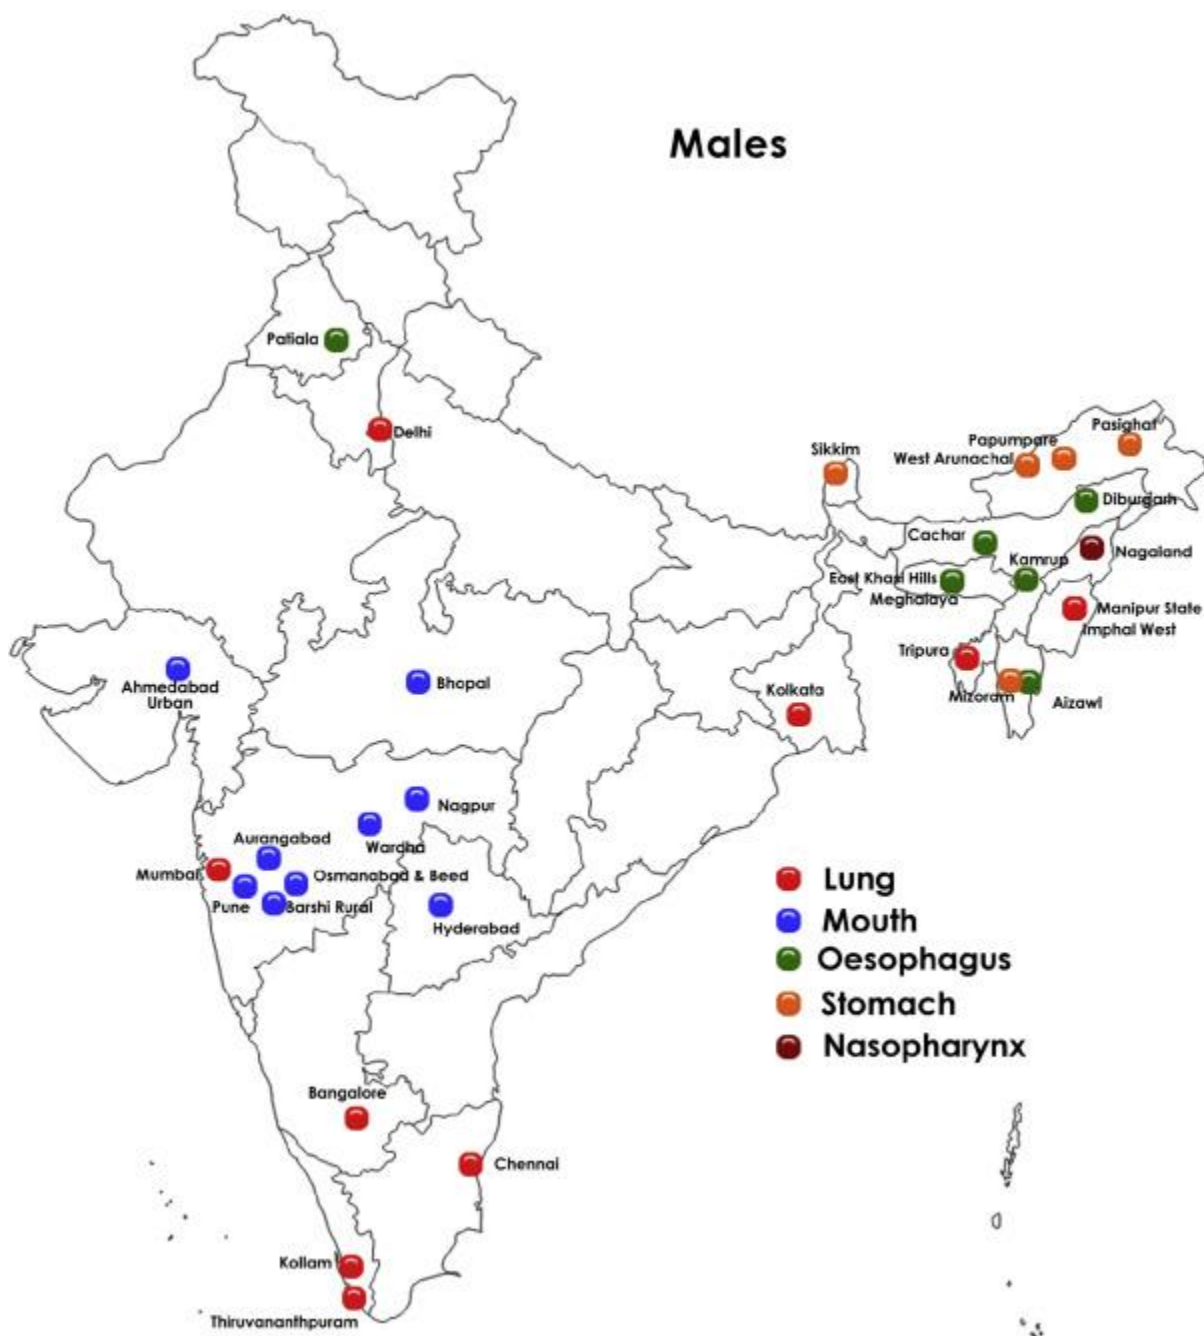 Males
Patiala
Delhi
Pasighat
Papumpare
Sikkim
West Arunachal
Diburgarh
Cachar
Nagaland
Kamrup
East Khasi Hills
Meghalaya
Manipur State
Imphal West
Tripura
Ahmedabad
Urban
Bhopal
Kolkata
Mizoram
Aizawl
Nagpur
Aurangabad
Wardha
Mumbai
Osmanabad & Beed
Pune
Barshi Rural
Hyderabad
Lung
Mouth
Oesophagus
Stomach
Nasopharynx
Bangalore
Chennai
Kollam
Thiruvananthpuram